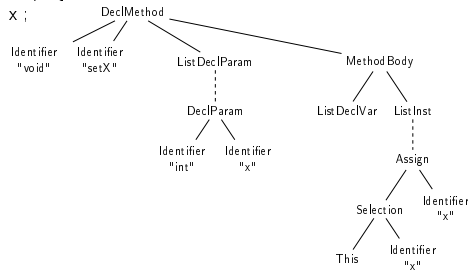 DeclMethod
x ;
Identifier Identifier
"void" "setX"
ListDeclParam MethodBody
DeclParam ListDeclVar ListInst
Identifier Identifier
"int" "x"
Assign
Selection Identifier
"x"
This Identifier
"x"